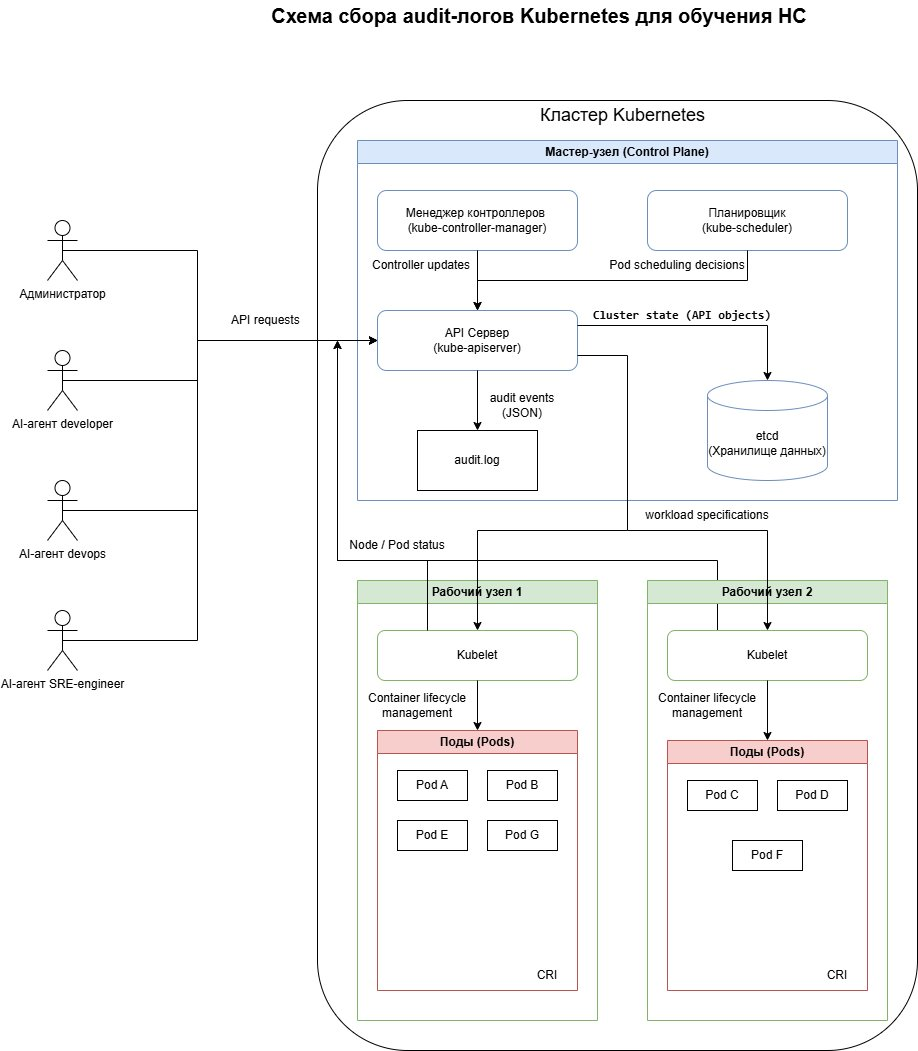 Схема сбора audit-логов Kubernetes для обучения НС
Кластер Kubernetes
Мастер-узел (Control Plane)
Менеджер контроллеров
(kube-controller-manager)
Планировщик
(kube-scheduler)
Controller updates
Pod scheduling decisions
Администратор
API requests
API Сервер
(kube-apiserver)
Cluster state (API objects)
AI-агент developer
audit events
(JSON)
audit.log
etcd
(Хранилище данных)
workload specifications
Node / Pod status
AI-агент devops
Рабочий узел 1
Рабочий узел 2
Kubelet
Kubelet
AI-агент SRE-engineer
Container lifecycle
management
Container lifecycle
management
Поды (Pods)
Pod A
Pod B
Pod E
Pod G
CRI
Поды (Pods)
Pod C
Pod D
Pod F
CRI